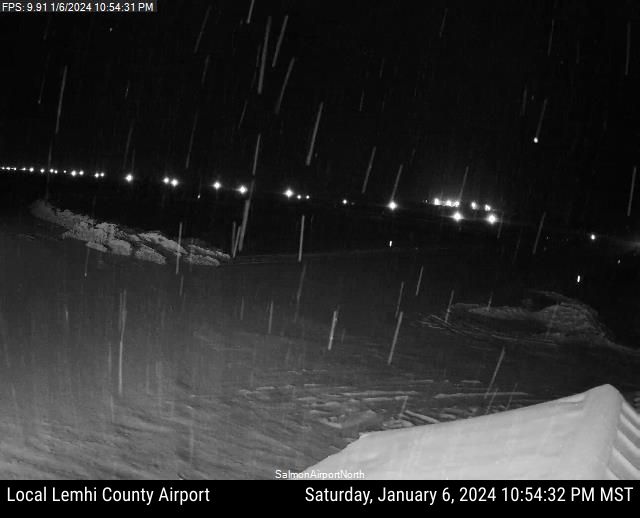 FPS: 9.91 1/6/2024 10:54:31 PM
SalmonAirportNorth
Local Lemhi County Airport Saturday, January 6, 2024 10:54:32 PM MST